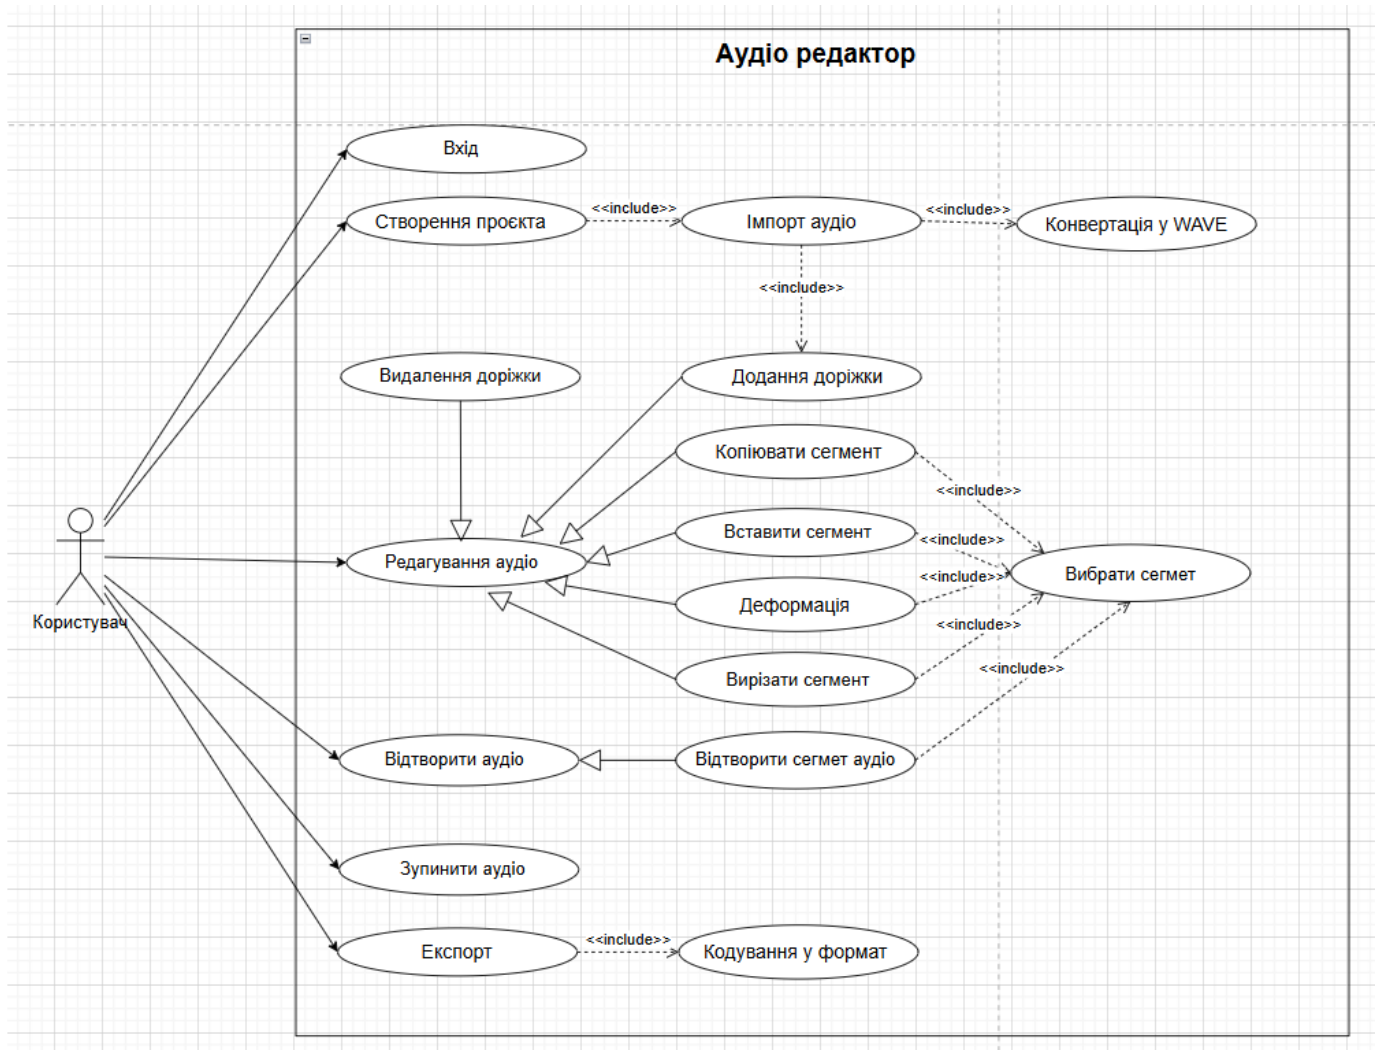 Аудіо редактор
Вхід
Створення проєкта
<<include>>
Імпорт аудіо
<<include>>
Конвертація у WAVE
<<include>>
Видалення доріжки
Додання доріжки
Копіювати сегмент
<<include>>
Вставити сегмент
<<include>>
Редагування аудіо
<<include>>
Вибрати сегмет
Деформація
<<include>>
Користувач
<<include>>
Вирізати сегмент
Відтворити аудіо
Відтворити сегмет аудіо
Зупинити аудіо
Експорт
<<include>>
Кодування у формат